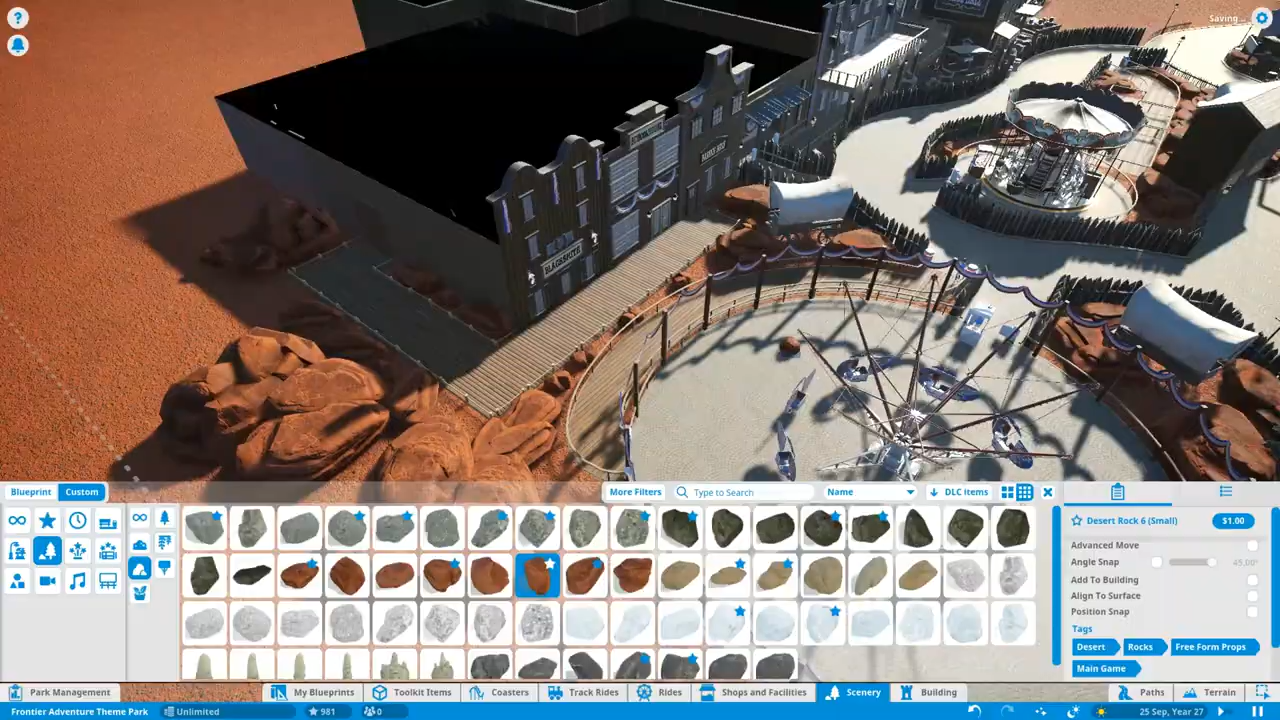 ?
Saving...
BLACKSMITH
Blueprint
Custom
More Filters
Type to Search
Name
DLC Items
Desert Rock 6 (Small)
$1.00
Advanced Move
Angle Snap
45.00°
Add To Building
Align To Surface
Position Snap
Tags
Desert
Rocks
Free Form Props
Main Game
Park Management
My Blueprints
Toolkit Items
Coasters
Track Rides
Rides
Shops and Facilities
Scenery
Building
Paths
Terrain
Frontier Adventure Theme Park
Unlimited
981
0
25 Sep, Year 27